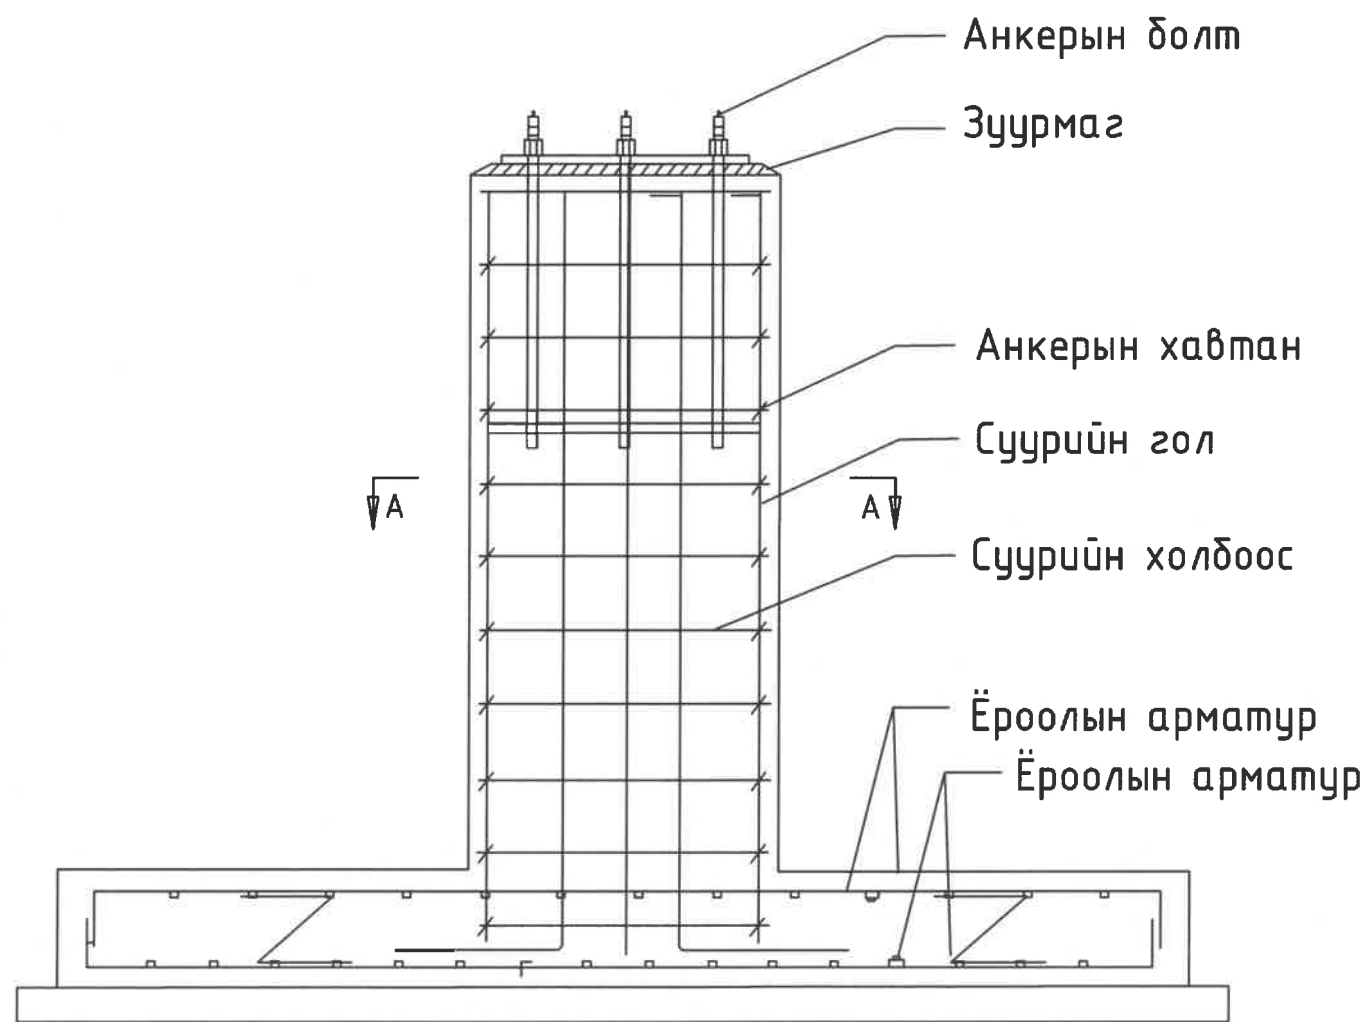 Анкерын болт
Зуурмаг
Анкерын хавтан
Суурийн гол
А А
Суурийн холбоос
Ёроолын арматур
Ёроолын арматур